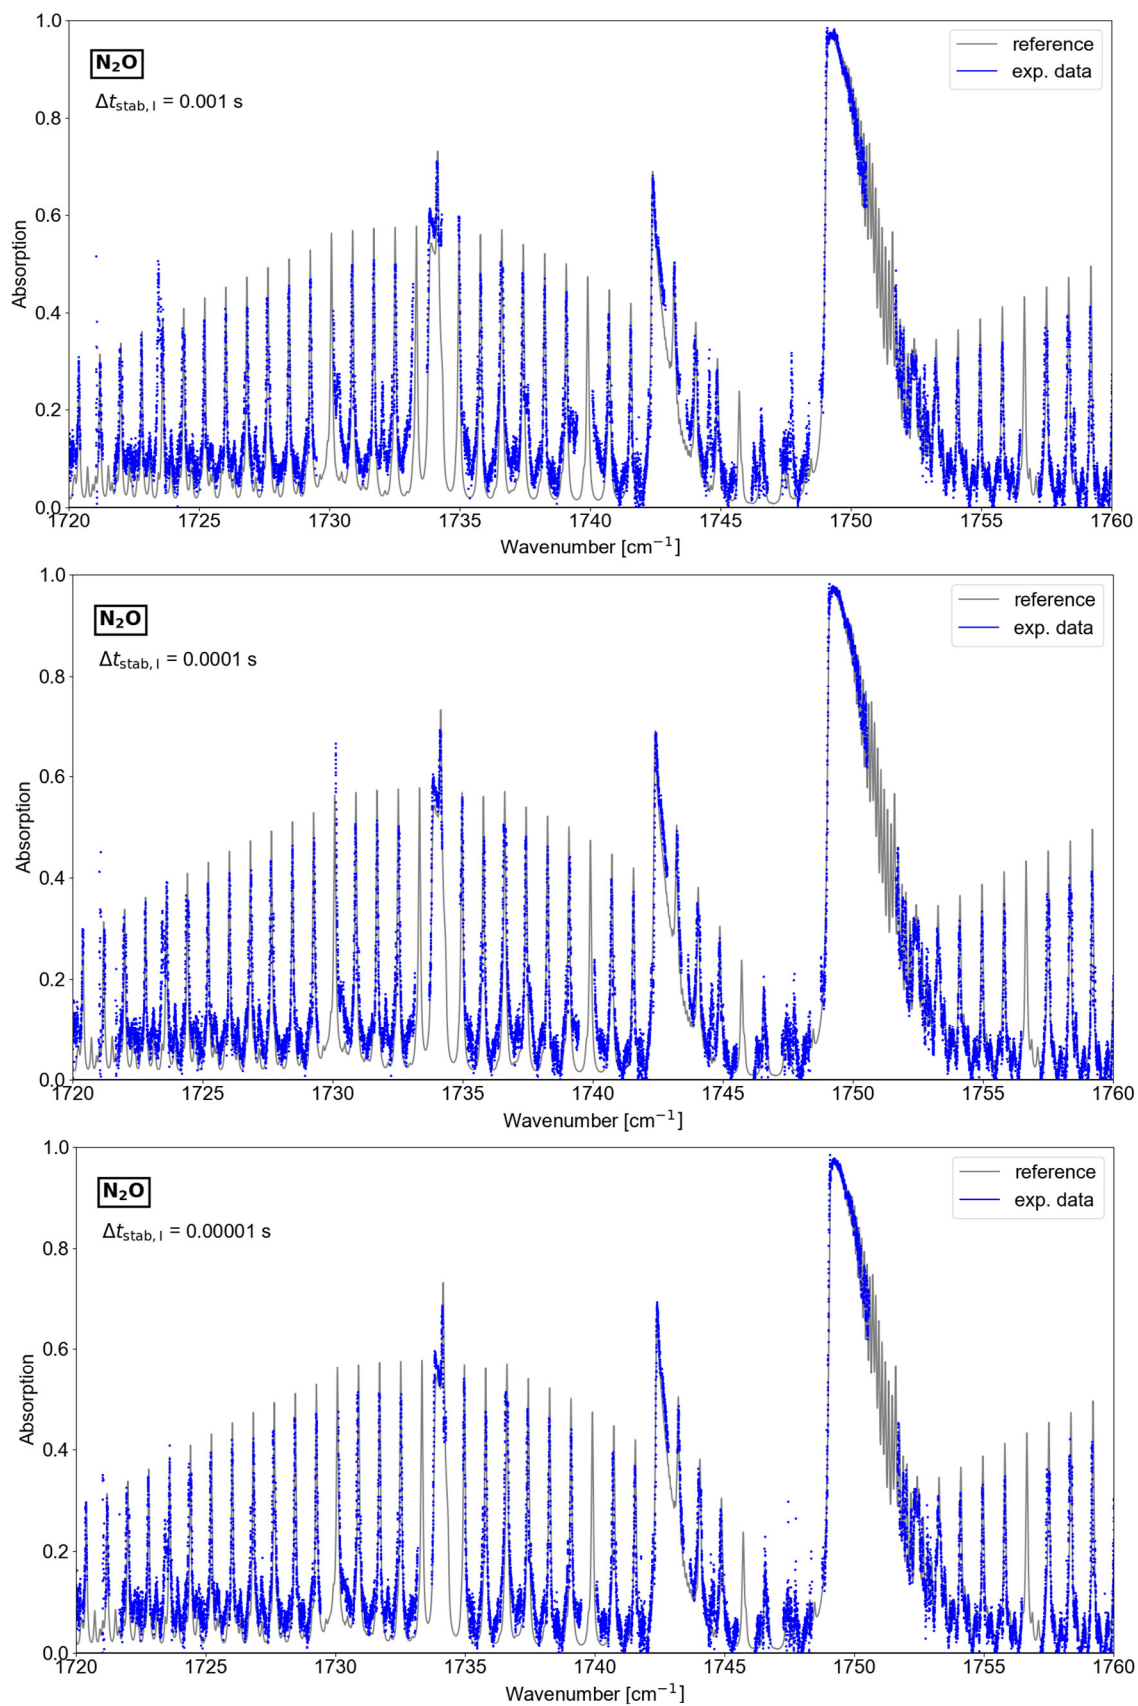 N₂O
Δt_stab, I = 0.001 s
reference
exp. data
Absorption
1.0
0.8
0.6
0.4
0.2
0.0
1720 1725 1730 1735 1740 1745 1750 1755 1760
Wavenumber [cm⁻¹]
N₂O
Δt_stab, I = 0.0001 s
reference
exp. data
Absorption
1.0
0.8
0.6
0.4
0.2
0.0
1720 1725 1730 1735 1740 1745 1750 1755 1760
Wavenumber [cm⁻¹]
N₂O
Δt_stab, I = 0.00001 s
reference
exp. data
Absorption
1.0
0.8
0.6
0.4
0.2
0.0
1720 1725 1730 1735 1740 1745 1750 1755 1760
Wavenumber [cm⁻¹]